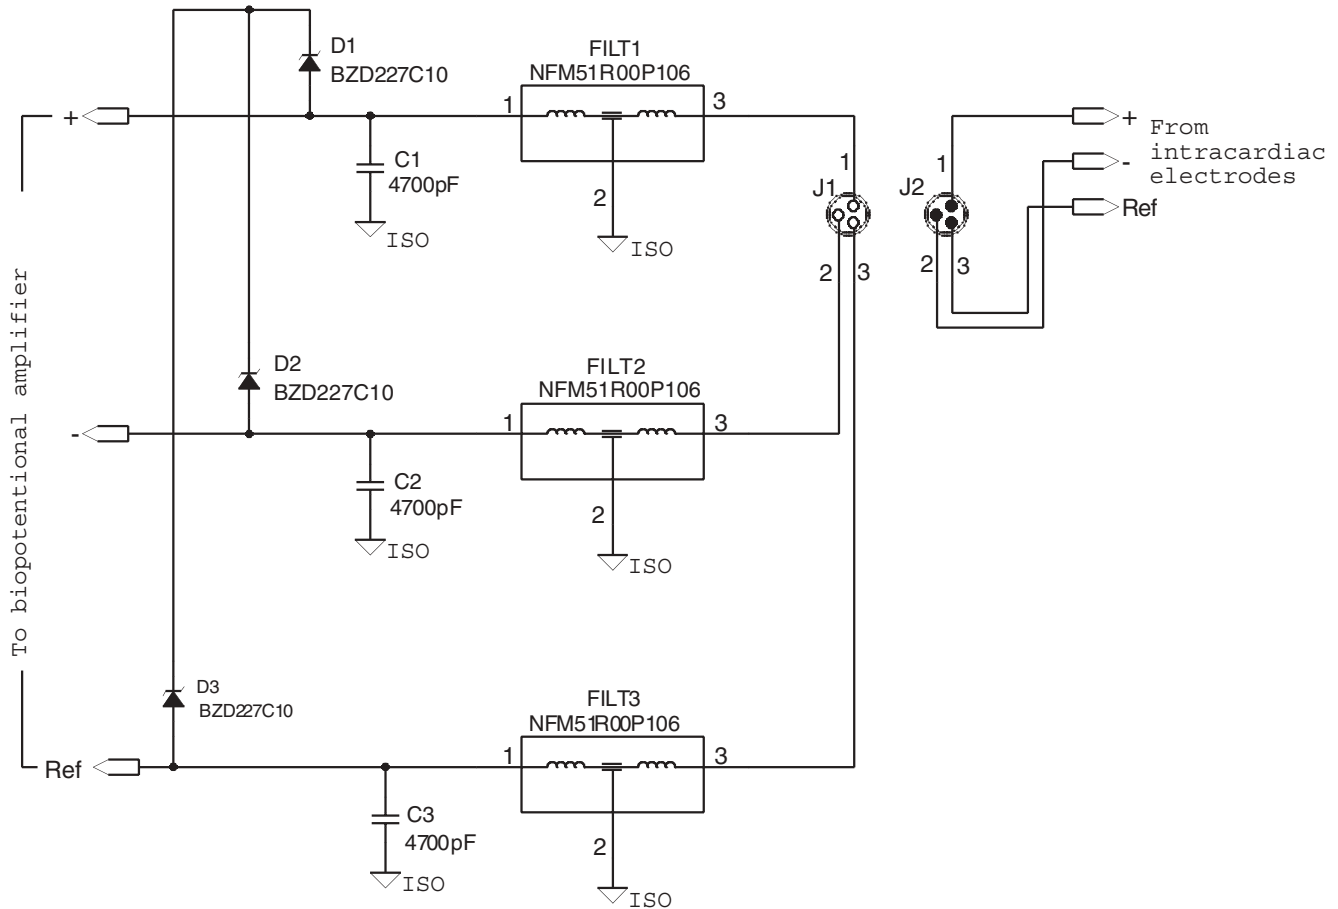 D1
BZD227C10
FILT1
NFM51R00P106
1
3
+
C1
4700pF
ISO
2
ISO
1
J1
2
3
1
J2
2
3
+
-
Ref
From
intracardiac
electrodes
To biopotentional amplifier
D2
BZD227C10
FILT2
NFM51R00P106
1
3
-
C2
4700pF
ISO
2
ISO
D3
BZD227C10
FILT3
NFM51R00P106
1
3
Ref
C3
4700pF
ISO
2
ISO